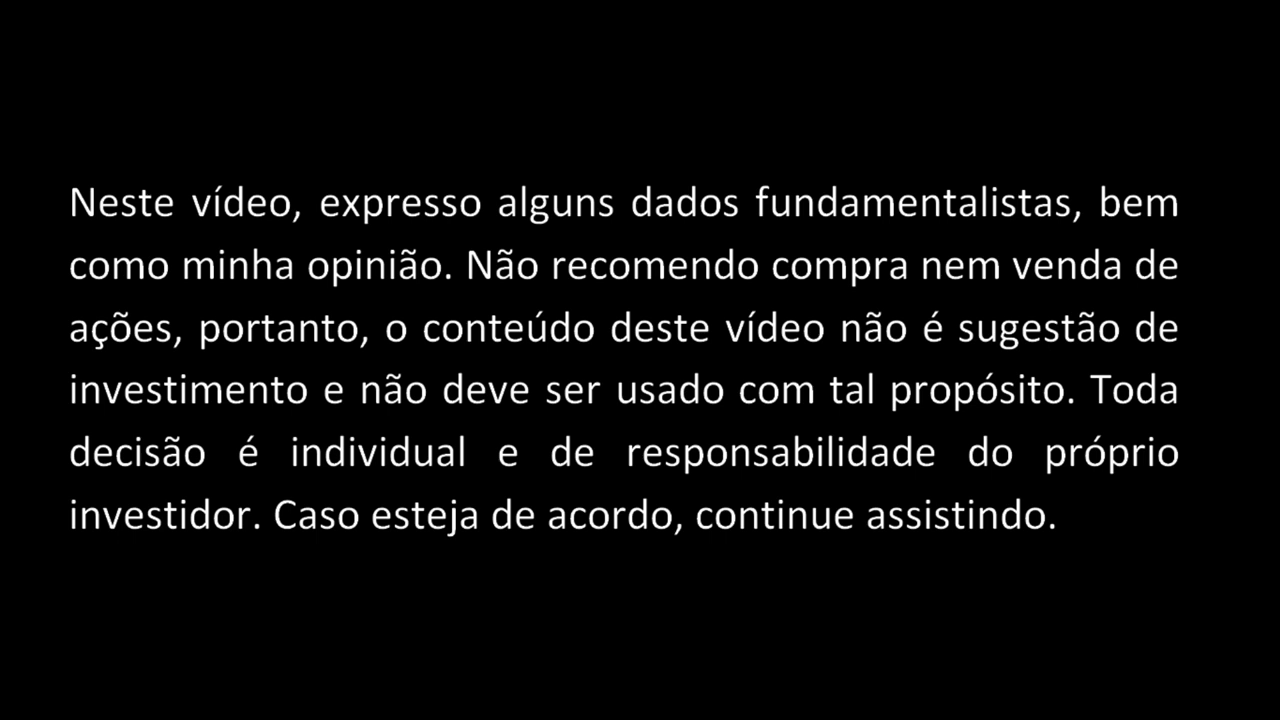 Neste vídeo, expresso alguns dados fundamentalistas, bem
como minha opinião. Não recomendo compra nem venda de
ações, portanto, o conteúdo deste vídeo não é sugestão de
investimento e não deve ser usado com tal propósito. Toda
decisão é individual e de responsabilidade do próprio
investidor. Caso esteja de acordo, continue assistindo.